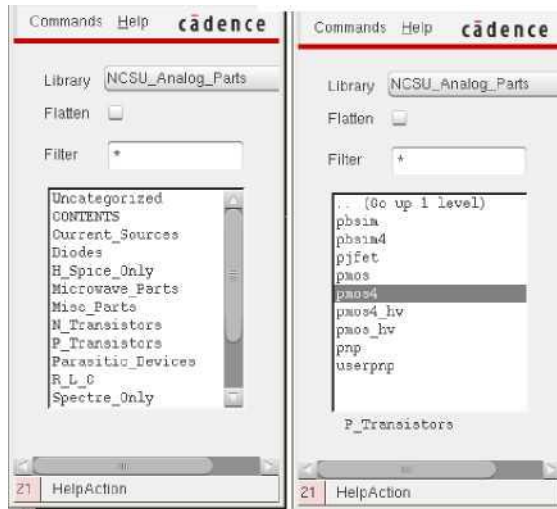 Commands Help cādence
Library NCSU_Analog_Parts
Flatten
Filter *
Uncategorized
CONTENTS
Current_Sources
Diodes
H_Spice_Only
Microwave_Parts
Misc_Parts
N_Transistors
P_Transistors
Parasitic_Devices
R_L_C
Spectre_Only
21 HelpAction
Commands Help cādence
Library NCSU_Analog_Parts
Flatten
Filter *
.. (Go up 1 level)
pbsim
pbsim4
pjfet
pmos
pmos4
pmos4_hv
pmos_hv
pnp
userpnp
P_Transistors
21 HelpAction